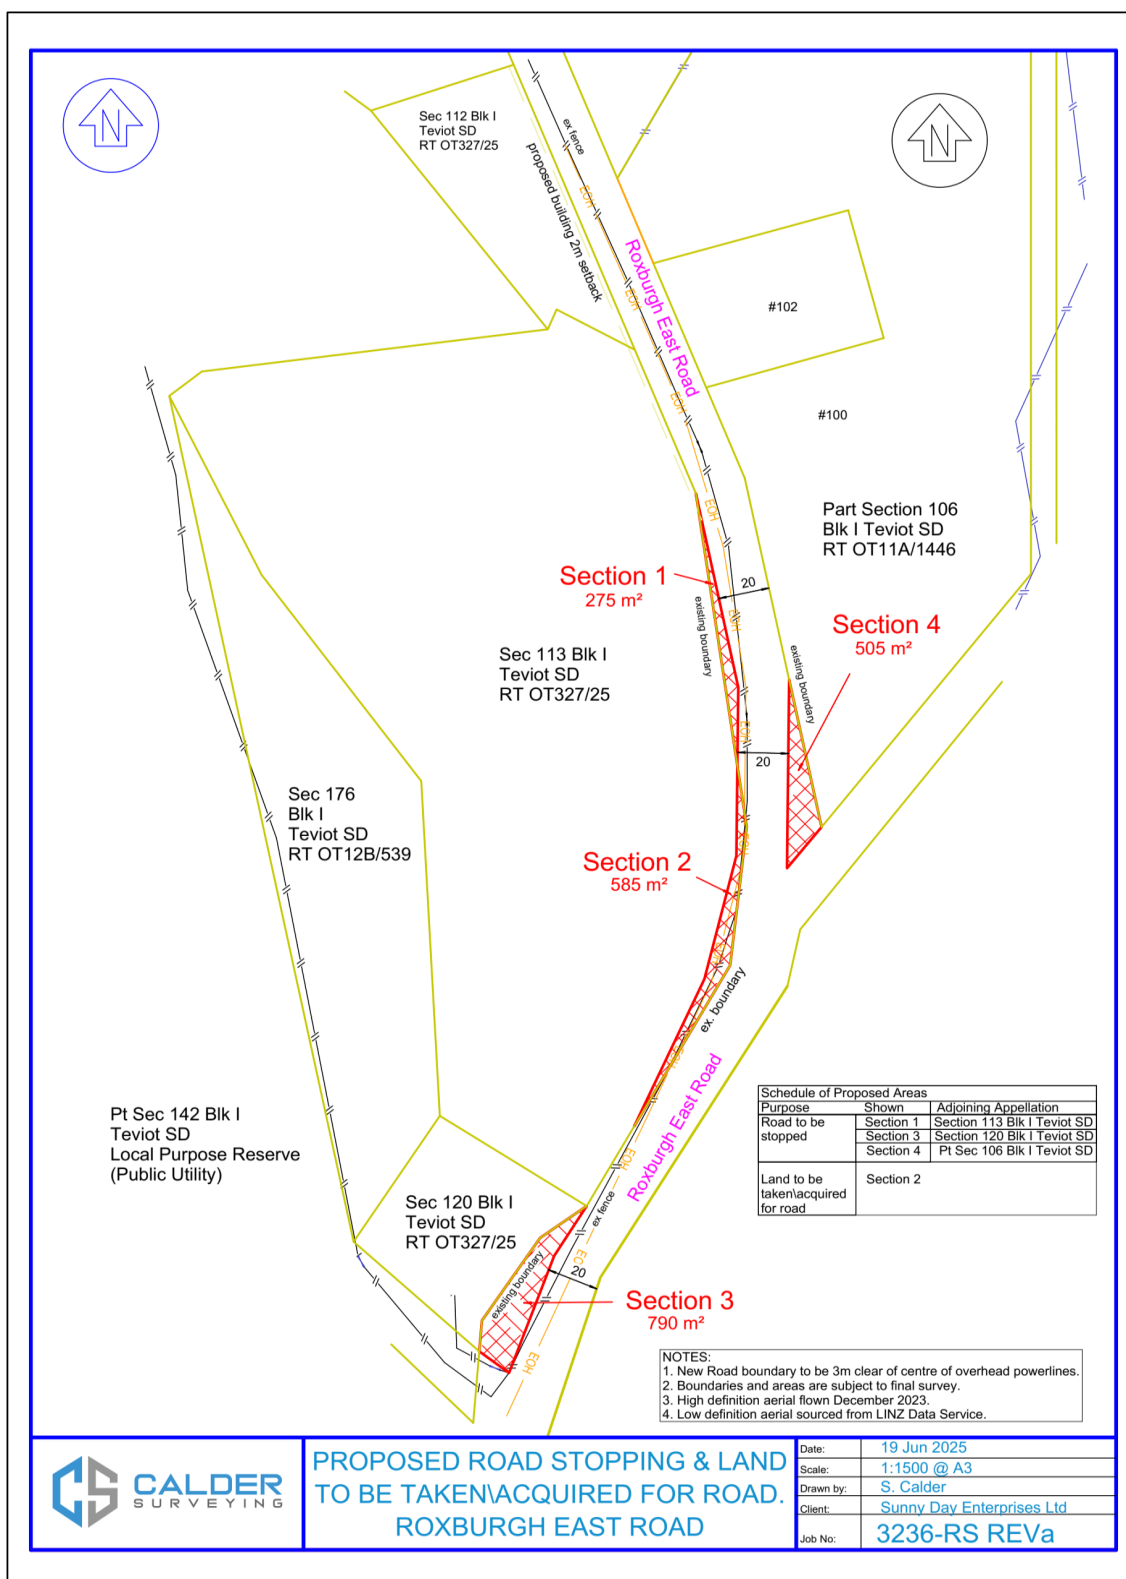 N
N
Sec 112 Blk I
Teviot SD
RT OT327/25
ex fence
proposed building 2m setback
EOH
Roxburgh East Road
EOH
#102
EOH
#100
EOH
Part Section 106
Blk I Teviot SD
RT OT11A/1446
Section 1
275 m²
20
existing boundary
EOH
Section 4
505 m²
existing boundary
Sec 113 Blk I
Teviot SD
RT OT327/25
EOH
20
Sec 176
Blk I
Teviot SD
RT OT12B/539
EOH
Section 2
585 m²
EOH
ex. boundary
EOH
Roxburgh East Road
Pt Sec 142 Blk I
Teviot SD
Local Purpose Reserve
(Public Utility)
EOH
Sec 120 Blk I
Teviot SD
RT OT327/25
ex fence
existing boundary
20
Section 3
790 m²
EOH
Schedule of Proposed Areas
Purpose Shown Adjoining Appellation
Road to be stopped Section 1 Section 113 Blk I Teviot SD
Section 3 Section 120 Blk I Teviot SD
Section 4 Pt Sec 106 Blk I Teviot SD
Land to be
taken\acquired
for road
Section 2
NOTES:
1. New Road boundary to be 3m clear of centre of overhead powerlines.
2. Boundaries and areas are subject to final survey.
3. High definition aerial flown December 2023.
4. Low definition aerial sourced from LINZ Data Service.
CALDER
SURVEYING
PROPOSED ROAD STOPPING & LAND
TO BE TAKEN\ACQUIRED FOR ROAD.
ROXBURGH EAST ROAD
Date: 19 Jun 2025
Scale: 1:1500 @ A3
Drawn by: S. Calder
Client: Sunny Day Enterprises Ltd
Job No: 3236-RS REVa